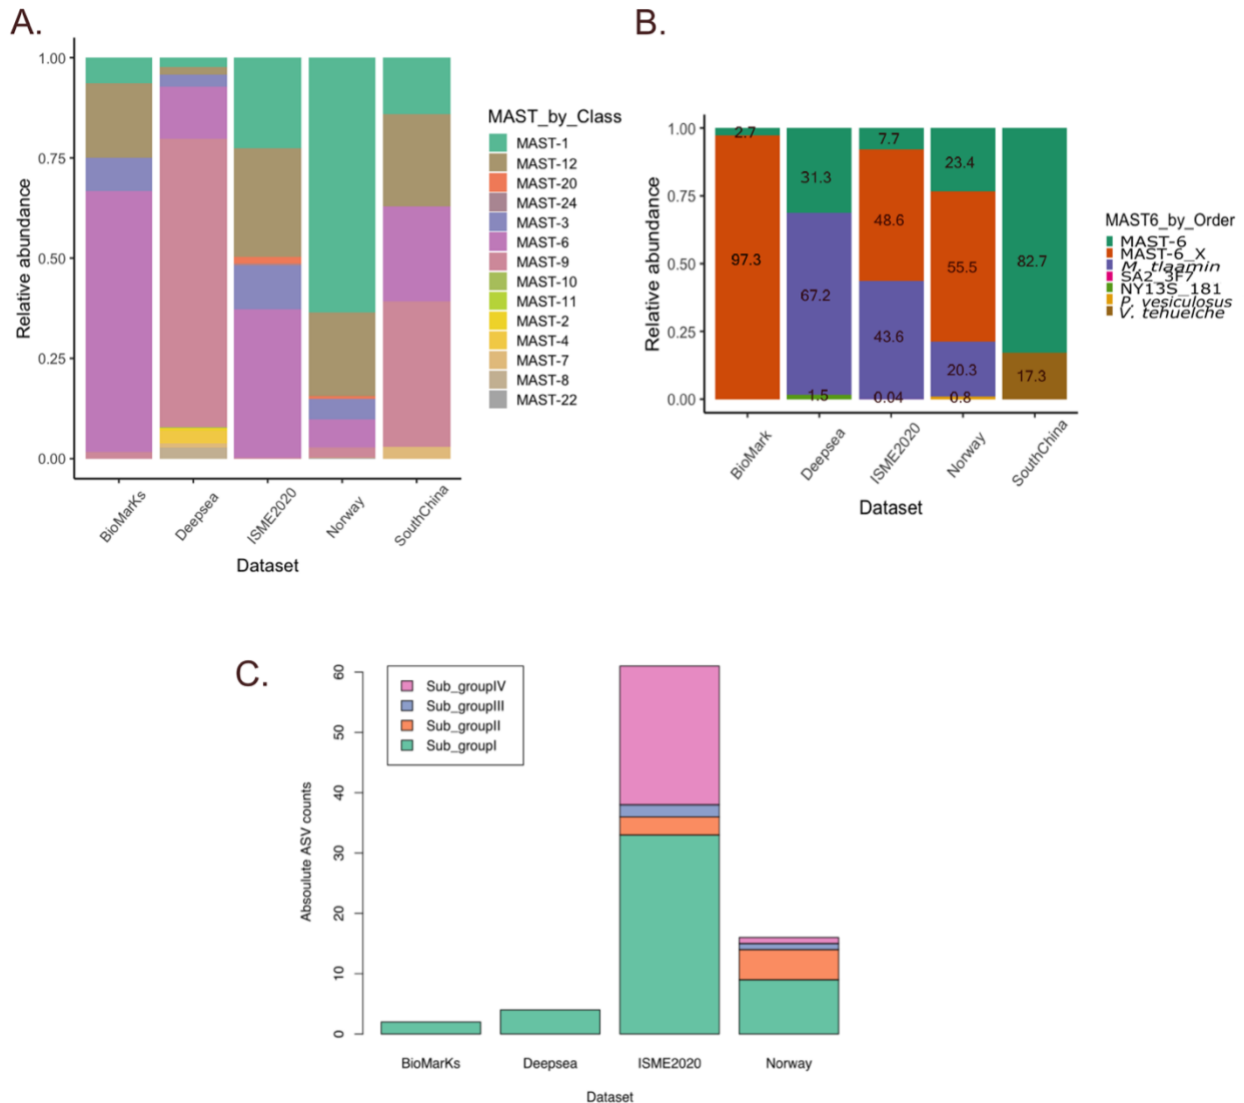 A.
1.00
0.75
0.50
0.25
0.00
Relative abundance
BioMarKs
Deepsea
ISME2020
Norway
SouthChina
Dataset
MAST_by_Class
MAST-1
MAST-12
MAST-20
MAST-24
MAST-3
MAST-6
MAST-9
MAST-10
MAST-11
MAST-2
MAST-4
MAST-7
MAST-8
MAST-22
B.
1.00
0.75
0.50
0.25
0.00
Relative abundance
2.7
97.3
31.3
67.2
1.5
7.7
48.6
43.6
0.04
23.4
55.5
20.3
0.8
82.7
17.3
BioMark
Deepsea
ISME2020
Norway
SouthChina
Dataset
MAST6_by_Order
MAST-6
MAST-6_X
M. tlaamin
SA2_3F7
NY13S_181
P. vesiculosus
V. tehuelche
C.
60
50
40
30
20
10
0
Absoulute ASV counts
Sub_groupIV
Sub_groupIII
Sub_groupII
Sub_groupI
BioMarKs
Deepsea
ISME2020
Norway
Dataset